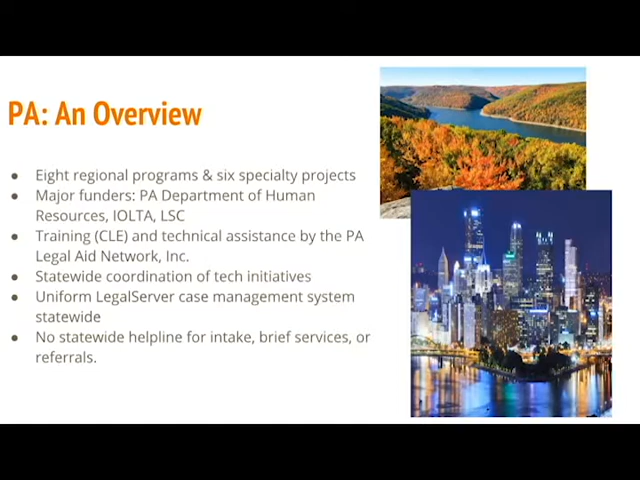 PA: An Overview
● Eight regional programs & six specialty projects
● Major funders: PA Department of Human
Resources, IOLTA, LSC
● Training (CLE) and technical assistance by the PA
Legal Aid Network, Inc.
● Statewide coordination of tech initiatives
● Uniform LegalServer case management system
statewide
● No statewide helpline for intake, brief services, or
referrals.